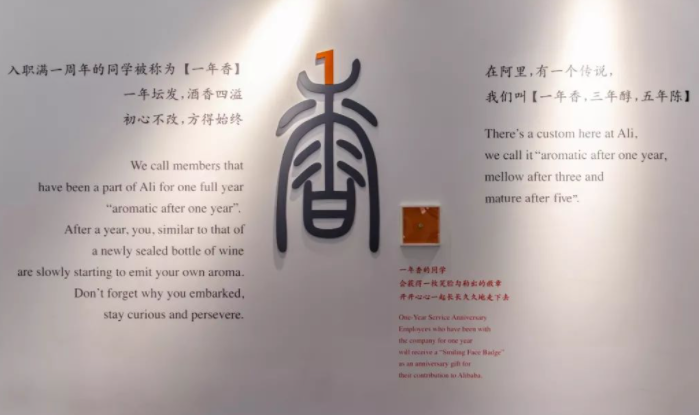 入职满一周年的同学被称为【一年香】
一年坛发,酒香四溢
初心不改,方得始终
We call members that
have been a part of Ali for one full year
“aromatic after one year”.
After a year, you, similar to that of
a newly sealed bottle of wine
are slowly starting to emit your own aroma.
Don't forget why you embarked,
stay curious and persevere.
1
香
在阿里,有一个传说,
我们叫【一年香,三年醇,五年陈】
There's a custom here at Ali,
we call it “aromatic after one year,
mellow after three and
mature after five”.
一年香的同学
会获得一枚笑脸勾勒出的徽章
开开心心一起长长久久地走下去
One-Year Service Anniversary
Employees who have been with
the company for one year
will receive a “Smiling Face Badge”
as an anniversary gift for
their contribution to Alibaba.